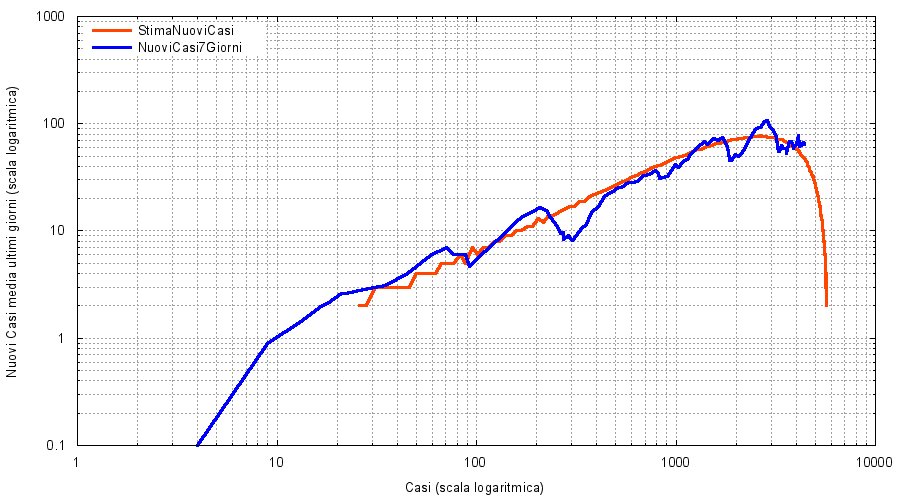 1000
StimaNuoviCasi
NuoviCasi7Giorni
100
10
1
0.1
Nuovi Casi media ultimi giorni (scala logaritmica)
1
10
100
1000
10000
Casi (scala logaritmica)